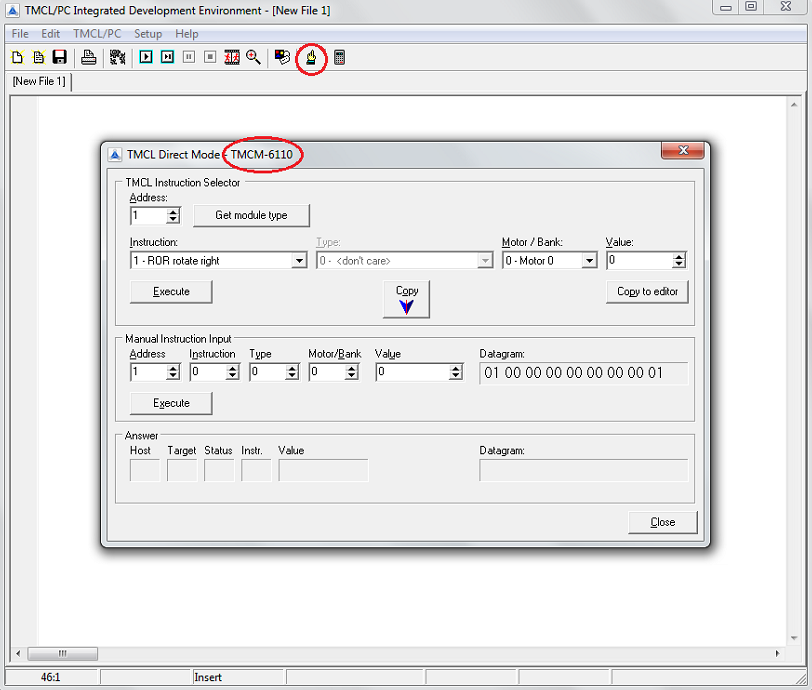 TMCL/PC Integrated Development Environment - [New File 1]
File Edit TMCL/PC Setup Help
[New File 1]
TMCL Direct Mode - TMCM-6110
TMCL Instruction Selector
Address:
1 Get module type
Instruction: Type: Motor / Bank: Value:
1 - ROR rotate right 0 - <don't care> 0 - Motor 0 0
Execute Copy Copy to editor
Manual Instruction Input
Address Instruction Type Motor/Bank Value Datagram:
1 0 0 0 0 01 00 00 00 00 00 00 00 01
Execute
Answer
Host Target Status Instr. Value Datagram:
Close
46:1 Insert